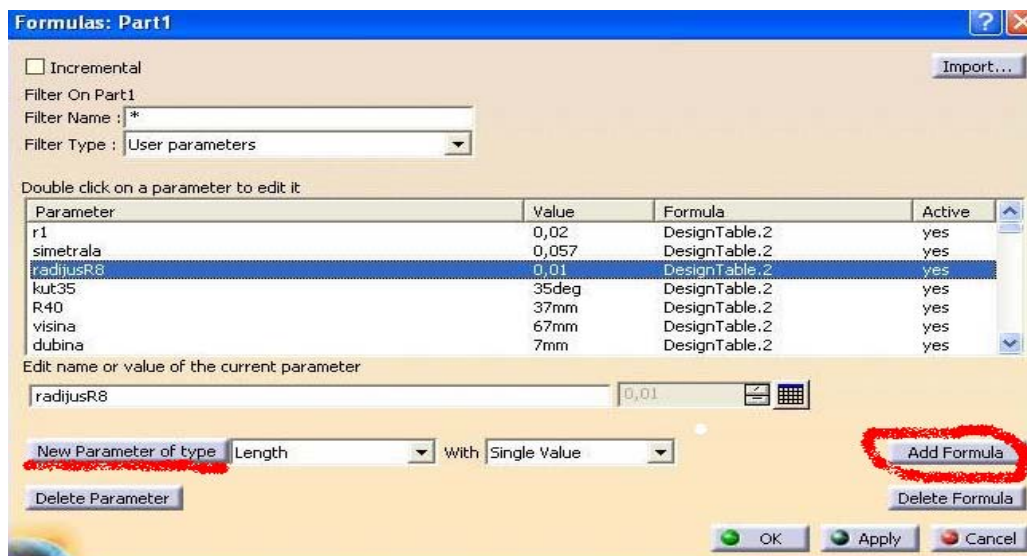 Formulas: Part1
Incremental
Import...
Filter On Part1
Filter Name : *
Filter Type : User parameters
Double click on a parameter to edit it
Parameter Value Formula Active
r1 0,02 DesignTable.2 yes
simetrala 0,057 DesignTable.2 yes
radijusR8 0,01 DesignTable.2 yes
kut35 35deg DesignTable.2 yes
R40 37mm DesignTable.2 yes
visina 67mm DesignTable.2 yes
dubina 7mm DesignTable.2 yes
Edit name or value of the current parameter
radijusR8 0,01
New Parameter of type Length With Single Value Add Formula
Delete Parameter Delete Formula
OK Apply Cancel